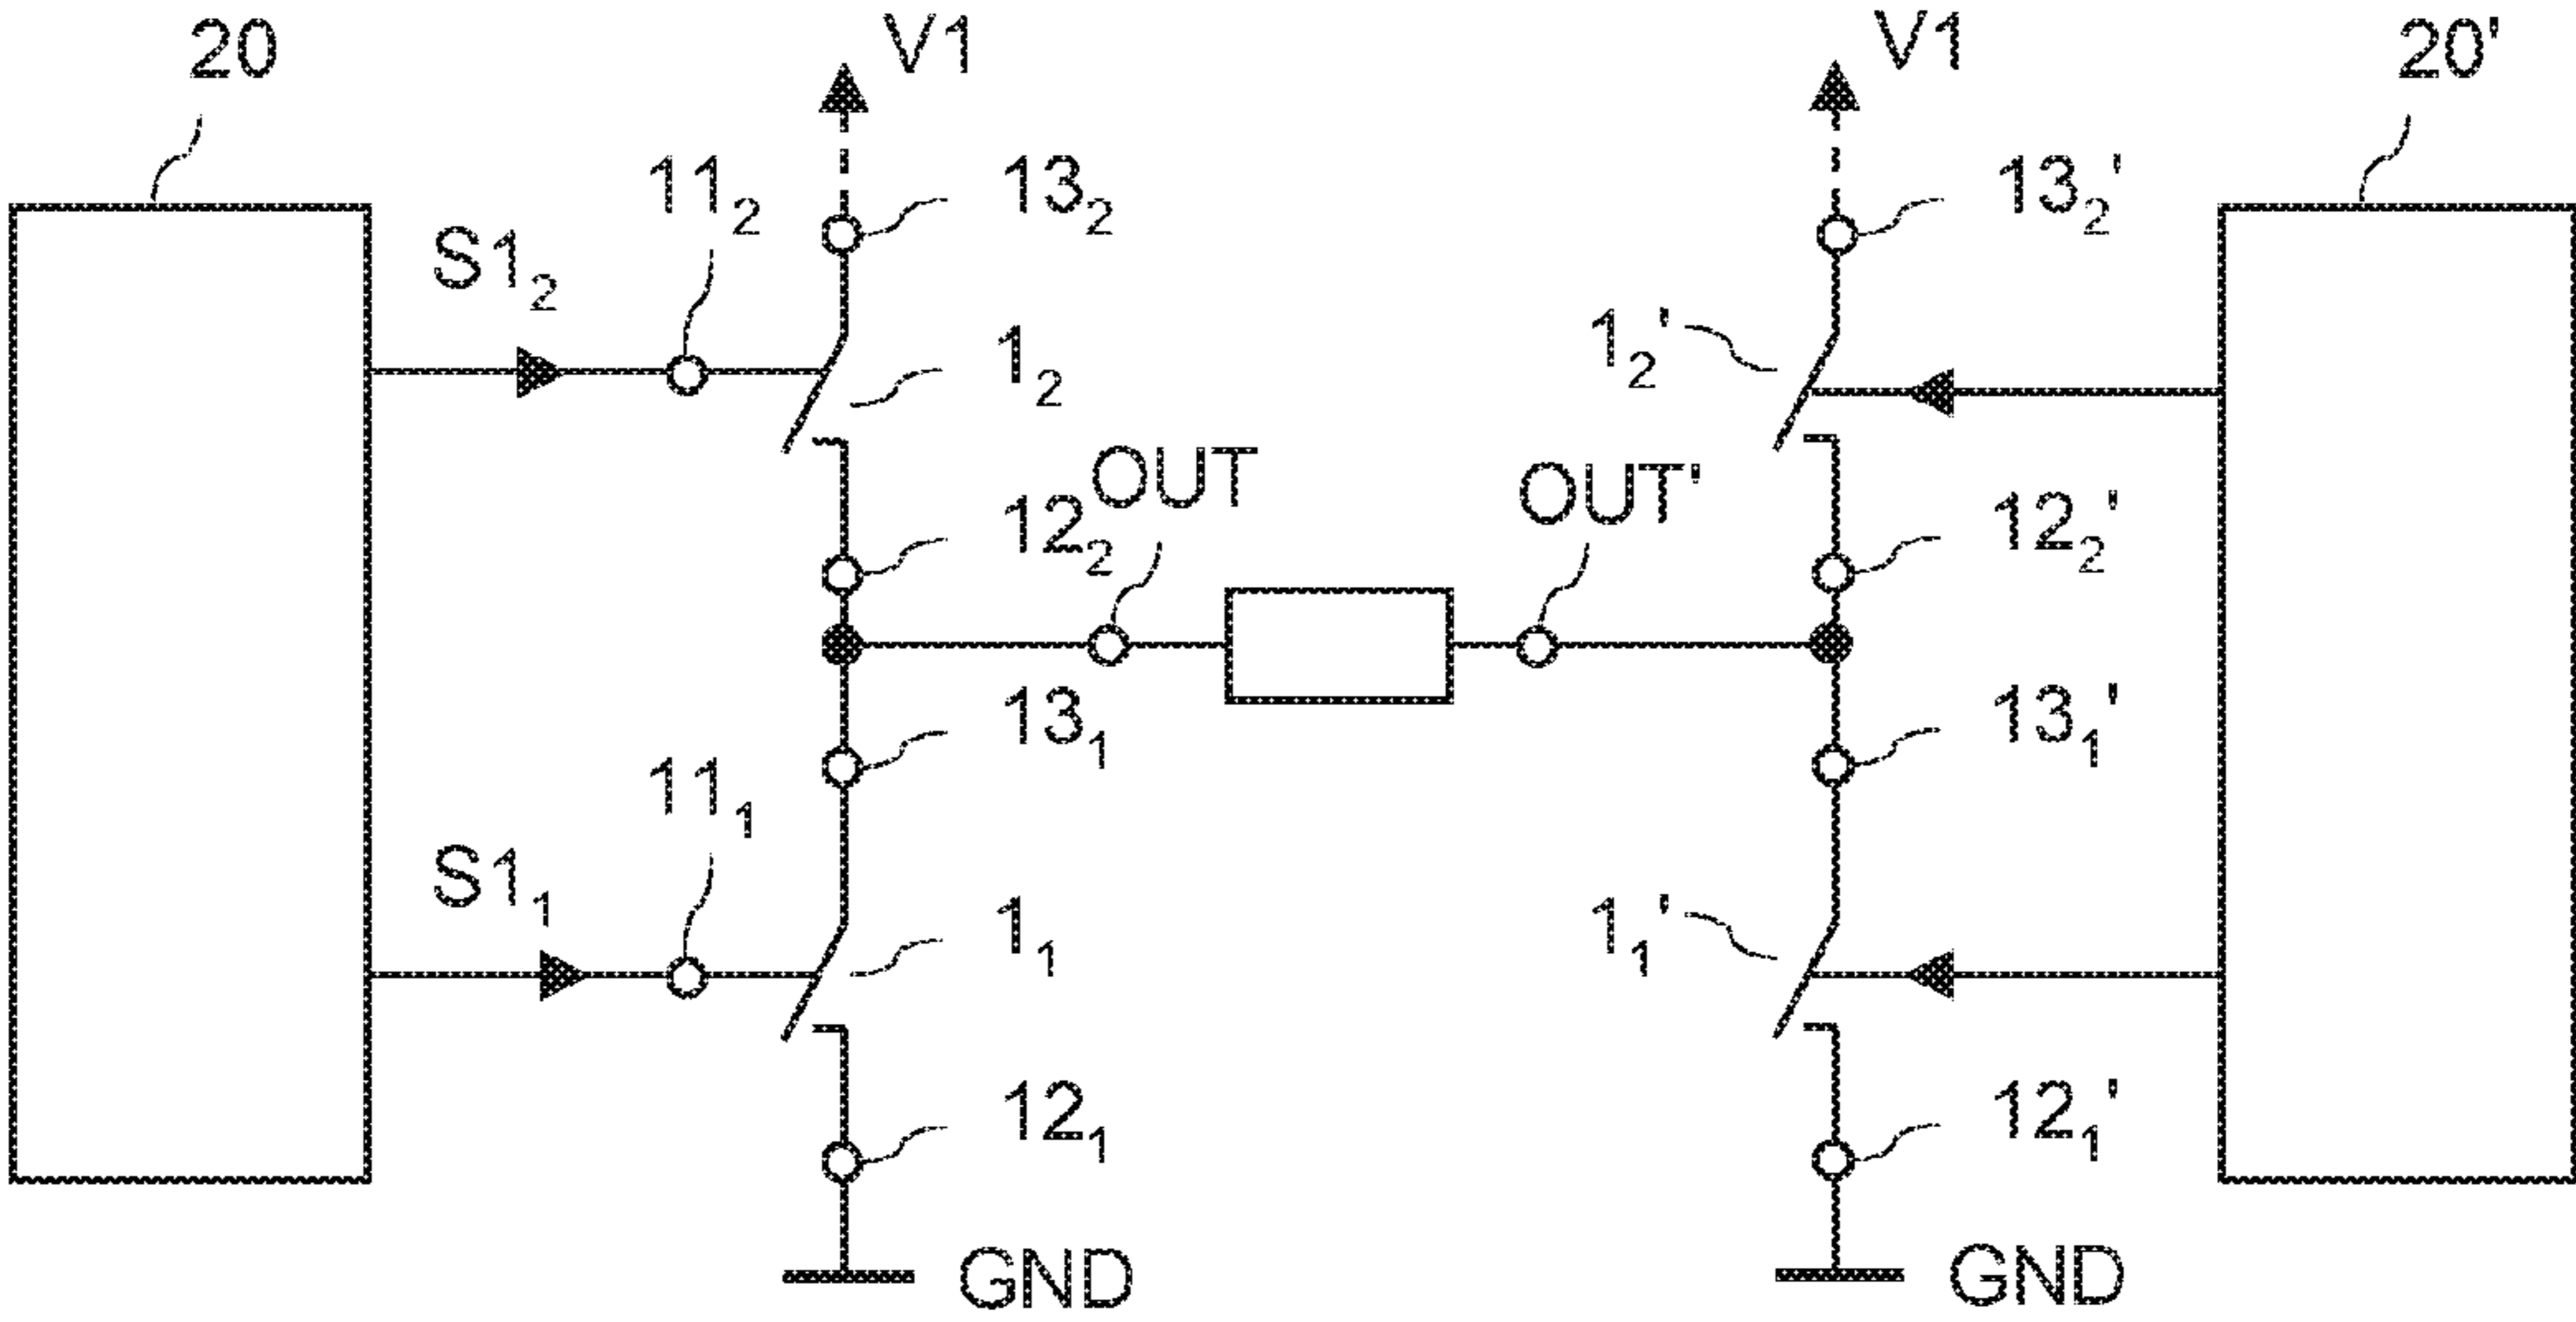 20 V1 V1 20'
11₂ 13₂ 13₂'
S1₂
1₂ 1₂'
12₂ OUT OUT' 12₂'
13₁ 13₁'
11₁
S1₁ 1₁ 1₁'
12₁ 12₁'
GND GND